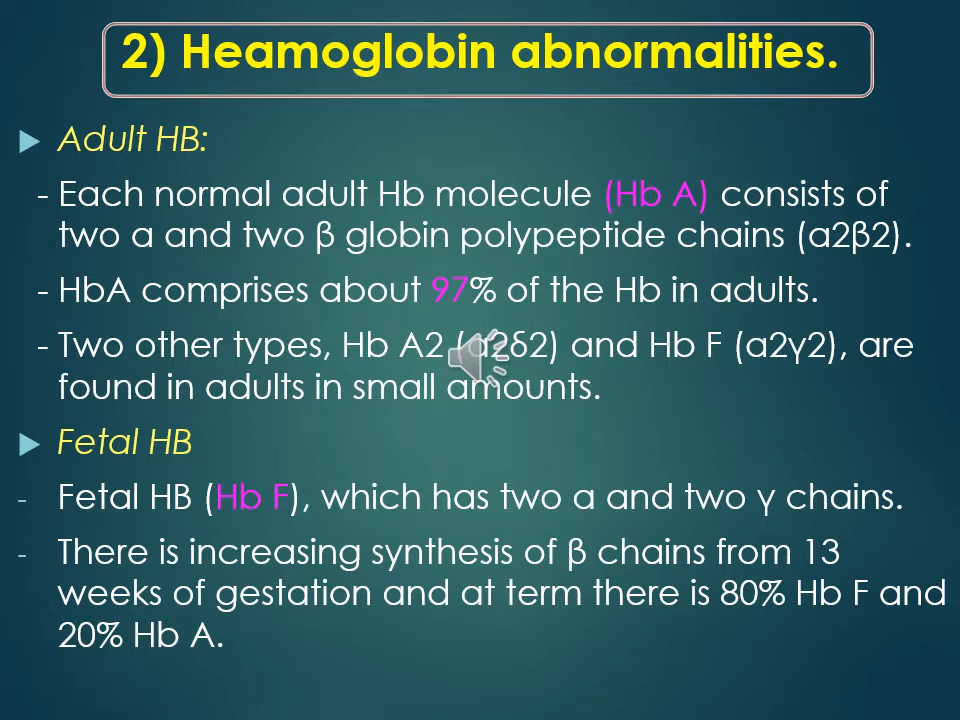 2) Heamoglobin abnormalities.
Adult HB:
- Each normal adult Hb molecule (Hb A) consists of
two α and two β globin polypeptide chains (α2β2).
- HbA comprises about 97% of the Hb in adults.
- Two other types, Hb A2 (α2δ2) and Hb F (α2γ2), are
found in adults in small amounts.
Fetal HB
- Fetal HB (Hb F), which has two α and two γ chains.
- There is increasing synthesis of β chains from 13
weeks of gestation and at term there is 80% Hb F and
20% Hb A.